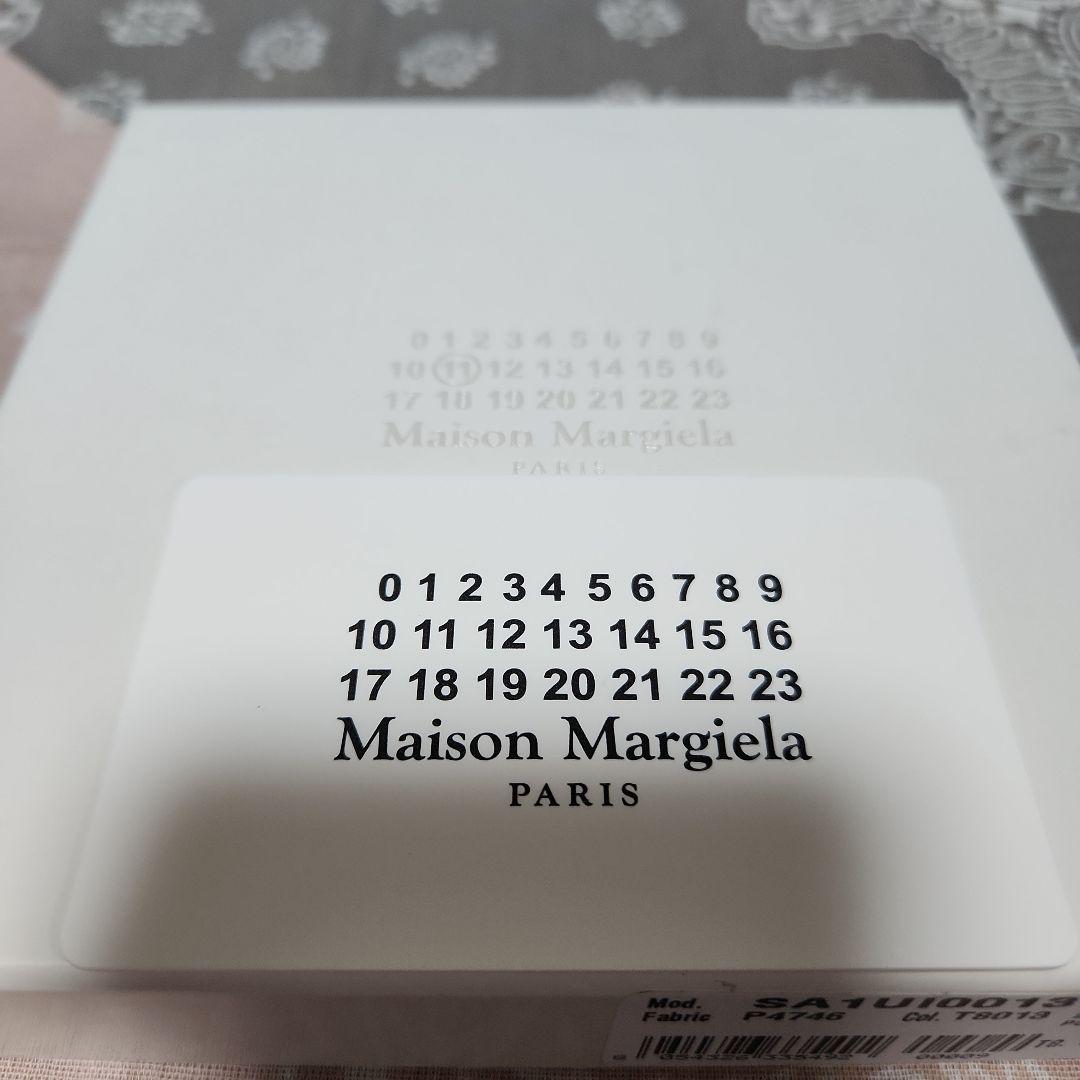 0 1 2 3 4 5 6 7 8 9
10 11 12 13 14 15 16
17 18 19 20 21 22 23
Maison Margiela
PARIS
0 1 2 3 4 5 6 7 8 9
10 11 12 13 14 15 16
17 18 19 20 21 22 23
Maison Margiela
PARIS
Mod. SA1UI0013
Fabric P4746 Col. T8013
TG.